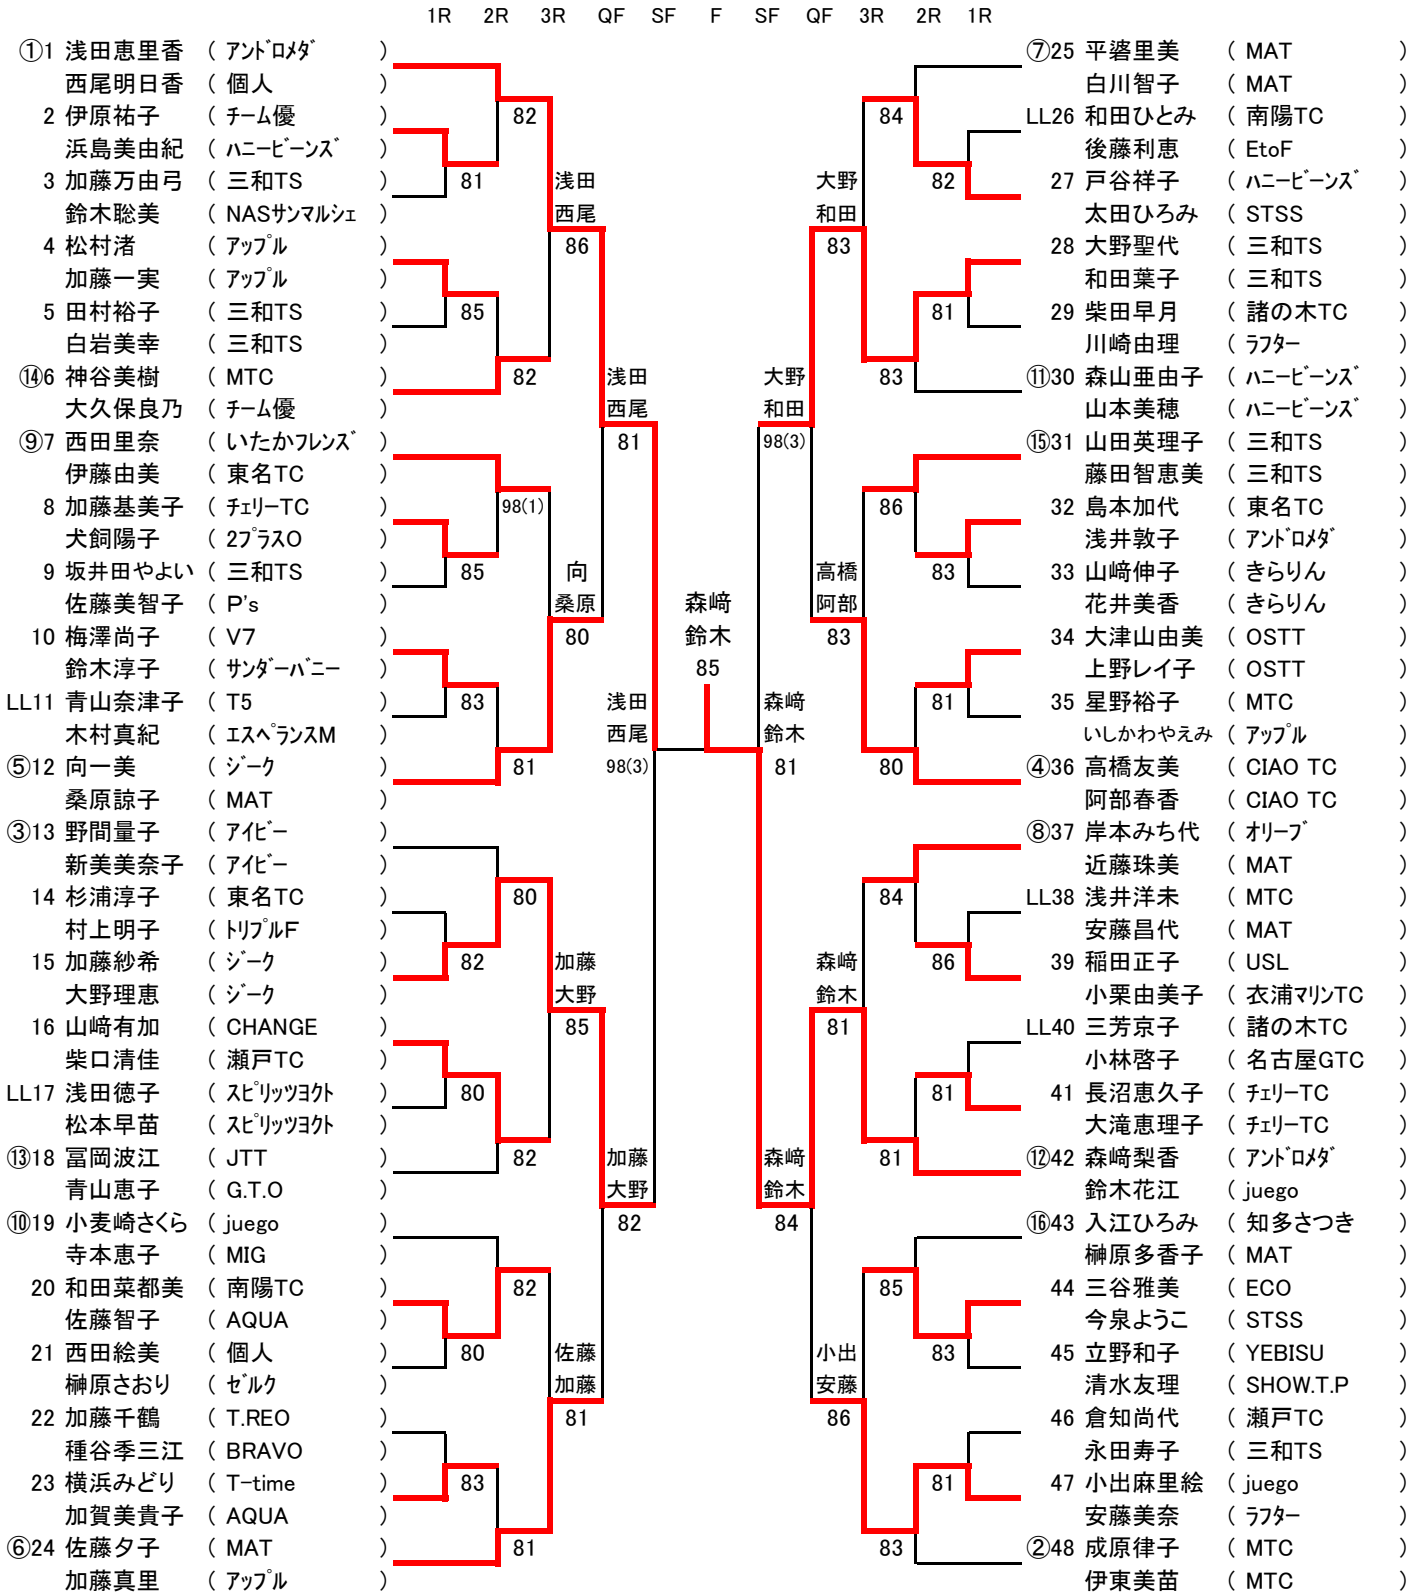 1R 2R 3R QF SF F SF QF 3R 2R 1R
①1 浅田恵里香 ( アンドロメダ )
西尾明日香 ( 個人 )
2 伊原祐子 ( チーム優 )
浜島美由紀 ( ハニービーンズ )
3 加藤万由弓 ( 三和TS )
鈴木聡美 ( NASサンマルシェ )
4 松村渚 ( アップル )
加藤一実 ( アップル )
5 田村裕子 ( 三和TS )
白岩美幸 ( 三和TS )
⑭6 神谷美樹 ( MTC )
大久保良乃 ( チーム優 )
⑨7 西田里奈 ( いたかフレンズ )
伊藤由美 ( 東名TC )
8 加藤基美子 ( チェリーTC )
犬飼陽子 ( 2プラスO )
9 坂井田やよい ( 三和TS )
佐藤美智子 ( P's )
10 梅澤尚子 ( V7 )
鈴木淳子 ( サンダーバニー )
LL11 青山奈津子 ( T5 )
木村真紀 ( エスペランスM )
⑤12 向一美 ( ジーク )
桑原諒子 ( MAT )
③13 野間量子 ( アイビー )
新美美奈子 ( アイビー )
14 杉浦淳子 ( 東名TC )
村上明子 ( トリプルF )
15 加藤紗希 ( ジーク )
大野理恵 ( ジーク )
16 山﨑有加 ( CHANGE )
柴口清佳 ( 瀬戸TC )
LL17 浅田徳子 ( スピリッツヨクト )
松本早苗 ( スピリッツヨクト )
⑬18 冨岡波江 ( JTT )
青山恵子 ( G.T.O )
⑩19 小麦崎さくら ( juego )
寺本恵子 ( MIG )
20 和田菜都美 ( 南陽TC )
佐藤智子 ( AQUA )
21 西田絵美 ( 個人 )
榊原さおり ( ゼルク )
22 加藤千鶴 ( T.REO )
種谷季三江 ( BRAVO )
23 横浜みどり ( T-time )
加賀美貴子 ( AQUA )
⑥24 佐藤夕子 ( MAT )
加藤真里 ( アップル )
81
85
85
83
82
80
80
83
82
82
98(1)
81
80
82
82
81
浅田
西尾
86
向
桑原
80
加藤
大野
85
佐藤
加藤
81
浅田
西尾
81
加藤
大野
82
浅田
西尾
98(3)
森﨑
鈴木
85
森﨑
鈴木
81
大野
和田
98(3)
森﨑
鈴木
84
大野
和田
83
高橋
阿部
83
森﨑
鈴木
81
小出
安藤
86
84
83
86
80
84
81
85
83
82
81
83
81
86
81
83
81
⑦25 平碆里美 ( MAT )
白川智子 ( MAT )
LL26 和田ひとみ ( 南陽TC )
後藤利恵 ( EtoF )
27 戸谷祥子 ( ハニービーンズ )
太田ひろみ ( STSS )
28 大野聖代 ( 三和TS )
和田葉子 ( 三和TS )
29 柴田早月 ( 諸の木TC )
川崎由理 ( ラフター )
⑪30 森山亜由子 ( ハニービーンズ )
山本美穂 ( ハニービーンズ )
⑮31 山田英理子 ( 三和TS )
藤田智恵美 ( 三和TS )
32 島本加代 ( 東名TC )
浅井敦子 ( アンドロメダ )
33 山﨑伸子 ( きらりん )
花井美香 ( きらりん )
34 大津山由美 ( OSTT )
上野レイ子 ( OSTT )
35 星野裕子 ( MTC )
いしかわやえみ ( アップル )
④36 高橋友美 ( CIAO TC )
阿部春香 ( CIAO TC )
⑧37 岸本みち代 ( オリーブ )
近藤珠美 ( MAT )
LL38 浅井洋未 ( MTC )
安藤昌代 ( MAT )
39 稲田正子 ( USL )
小栗由美子 ( 衣浦マリンTC )
LL40 三芳京子 ( 諸の木TC )
小林啓子 ( 名古屋GTC )
41 長沼恵久子 ( チェリーTC )
大滝恵理子 ( チェリーTC )
⑫42 森﨑梨香 ( アンドロメダ )
鈴木花江 ( juego )
⑯43 入江ひろみ ( 知多さつき )
榊原多香子 ( MAT )
44 三谷雅美 ( ECO )
今泉ようこ ( STSS )
45 立野和子 ( YEBISU )
清水友理 ( SHOW.T.P )
46 倉知尚代 ( 瀬戸TC )
永田寿子 ( 三和TS )
47 小出麻里絵 ( juego )
安藤美奈 ( ラフター )
②48 成原律子 ( MTC )
伊東美苗 ( MTC )